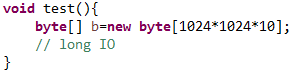 void test(){
    byte[] b=new byte[1024*1024*10];
    // long IO
}